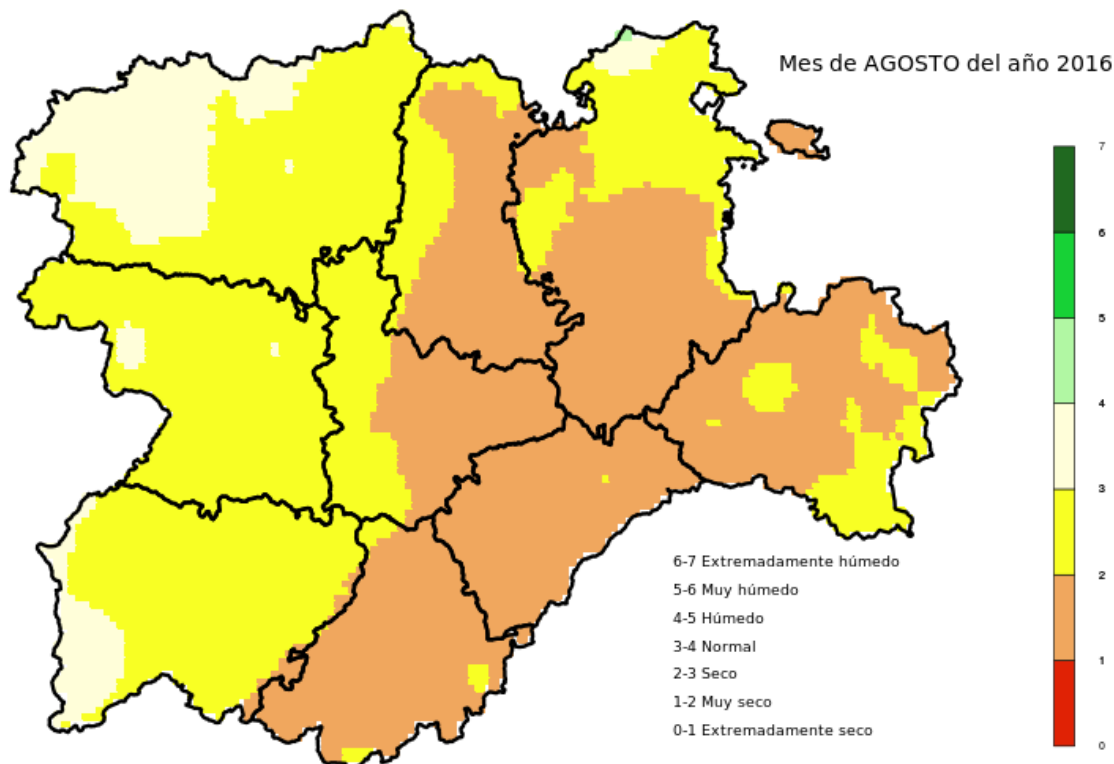 Mes de AGOSTO del año 2016
7
6
5
4
3
2
1
0
6-7 Extremadamente húmedo
5-6 Muy húmedo
4-5 Húmedo
3-4 Normal
2-3 Seco
1-2 Muy seco
0-1 Extremadamente seco